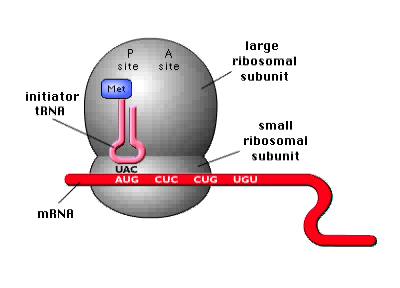 P site
A site
large ribosomal subunit
Met
initiator tRNA
small ribosomal subunit
UAC
AUG CUC CUG UGU
mRNA